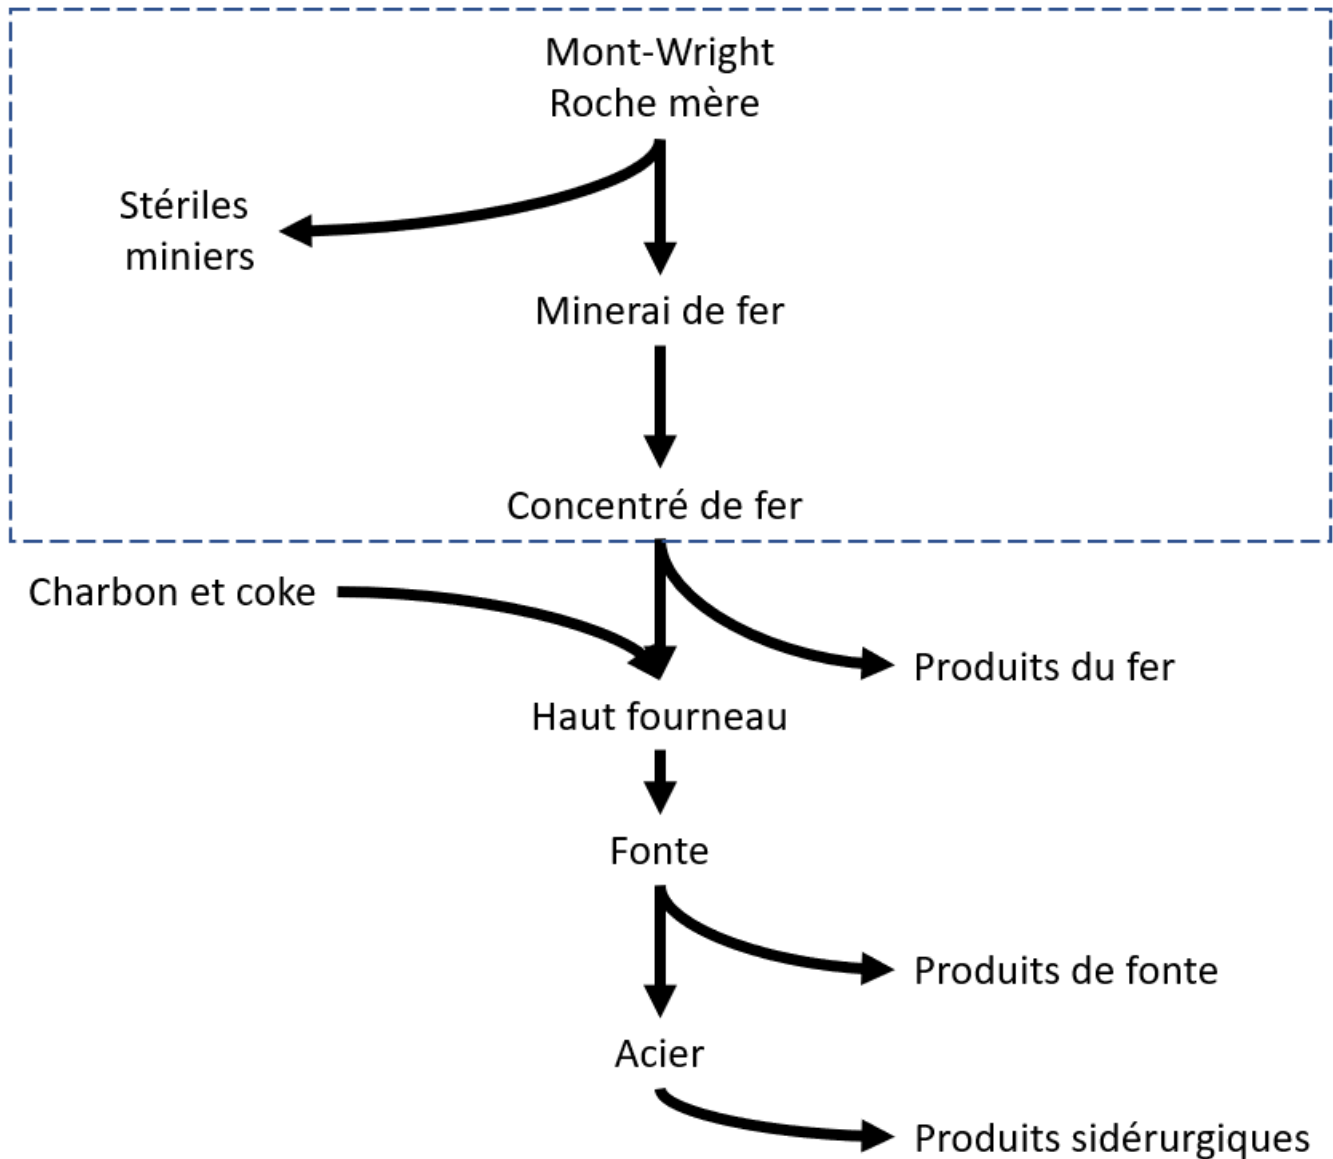 Mont-Wright
Roche mère
Stériles
miniers
Minerai de fer
Concentré de fer
Charbon et coke
Produits du fer
Haut fourneau
Fonte
Produits de fonte
Acier
Produits sidérurgiques